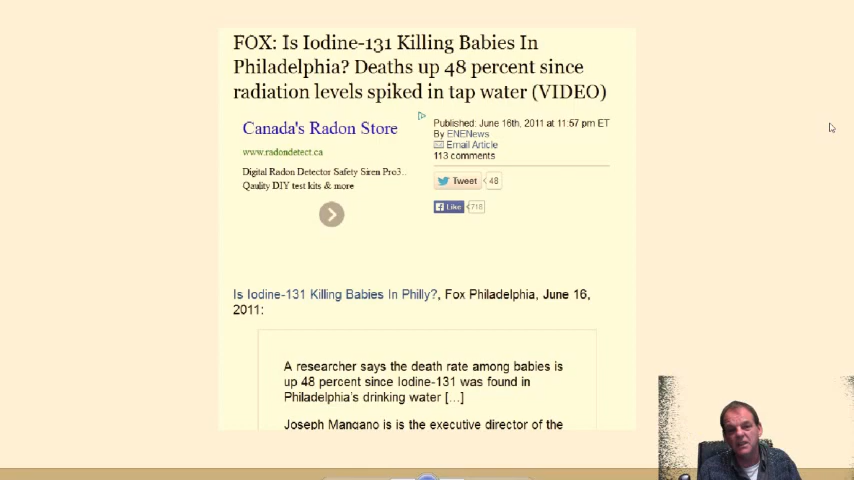 FOX: Is Iodine-131 Killing Babies In
Philadelphia? Deaths up 48 percent since
radiation levels spiked in tap water (VIDEO)
Canada's Radon Store
www.radondetect.ca
Digital Radon Detector Safety Siren Pro3...
Qaulity DIY test kits & more
Published: June 16th, 2011 at 11:57 pm ET
By ENENews
Email Article
113 comments
Tweet 48
Like 718
Is Iodine-131 Killing Babies In Philly?, Fox Philadelphia, June 16,
2011:
A researcher says the death rate among babies is
up 48 percent since Iodine-131 was found in
Philadelphia's drinking water [...]
Joseph Mangano is is the executive director of the